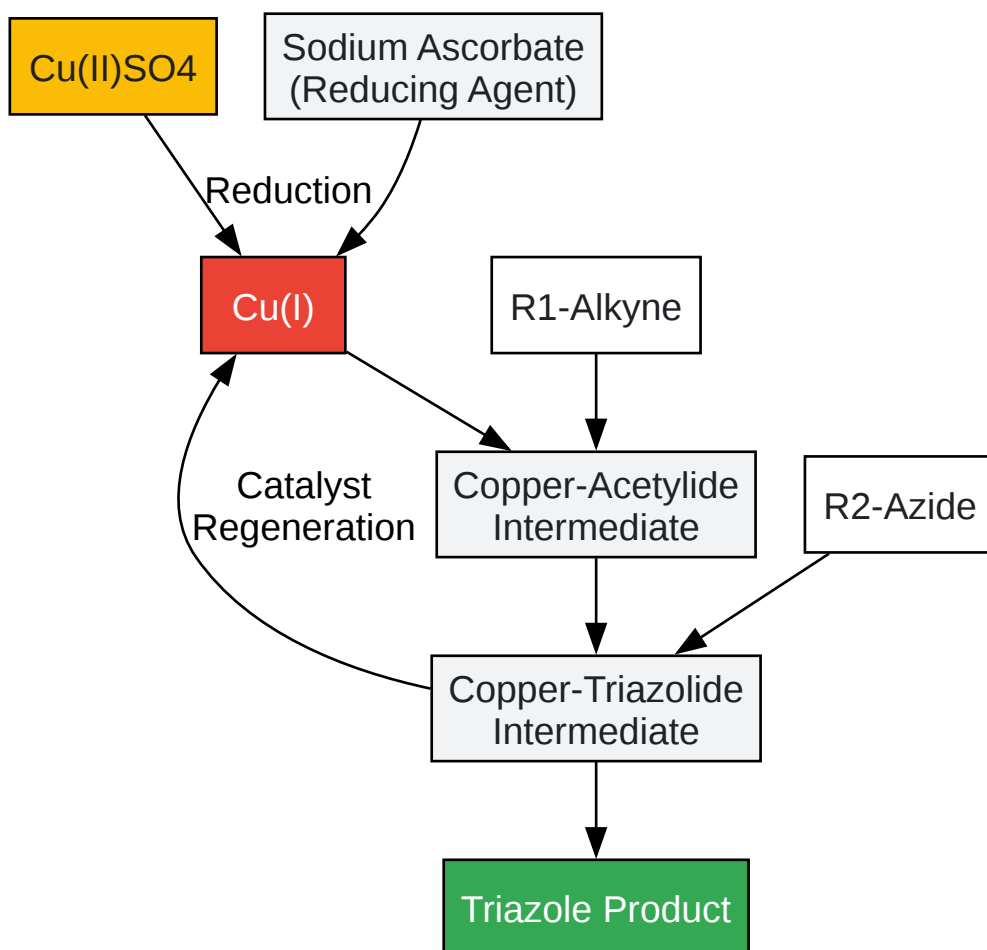 Cu(II)SO4
Sodium Ascorbate
(Reducing Agent)
Reduction
Cu(I)
R1-Alkyne
Catalyst
Regeneration
Copper-Acetylide
Intermediate
R2-Azide
Copper-Triazolide
Intermediate
Triazole Product